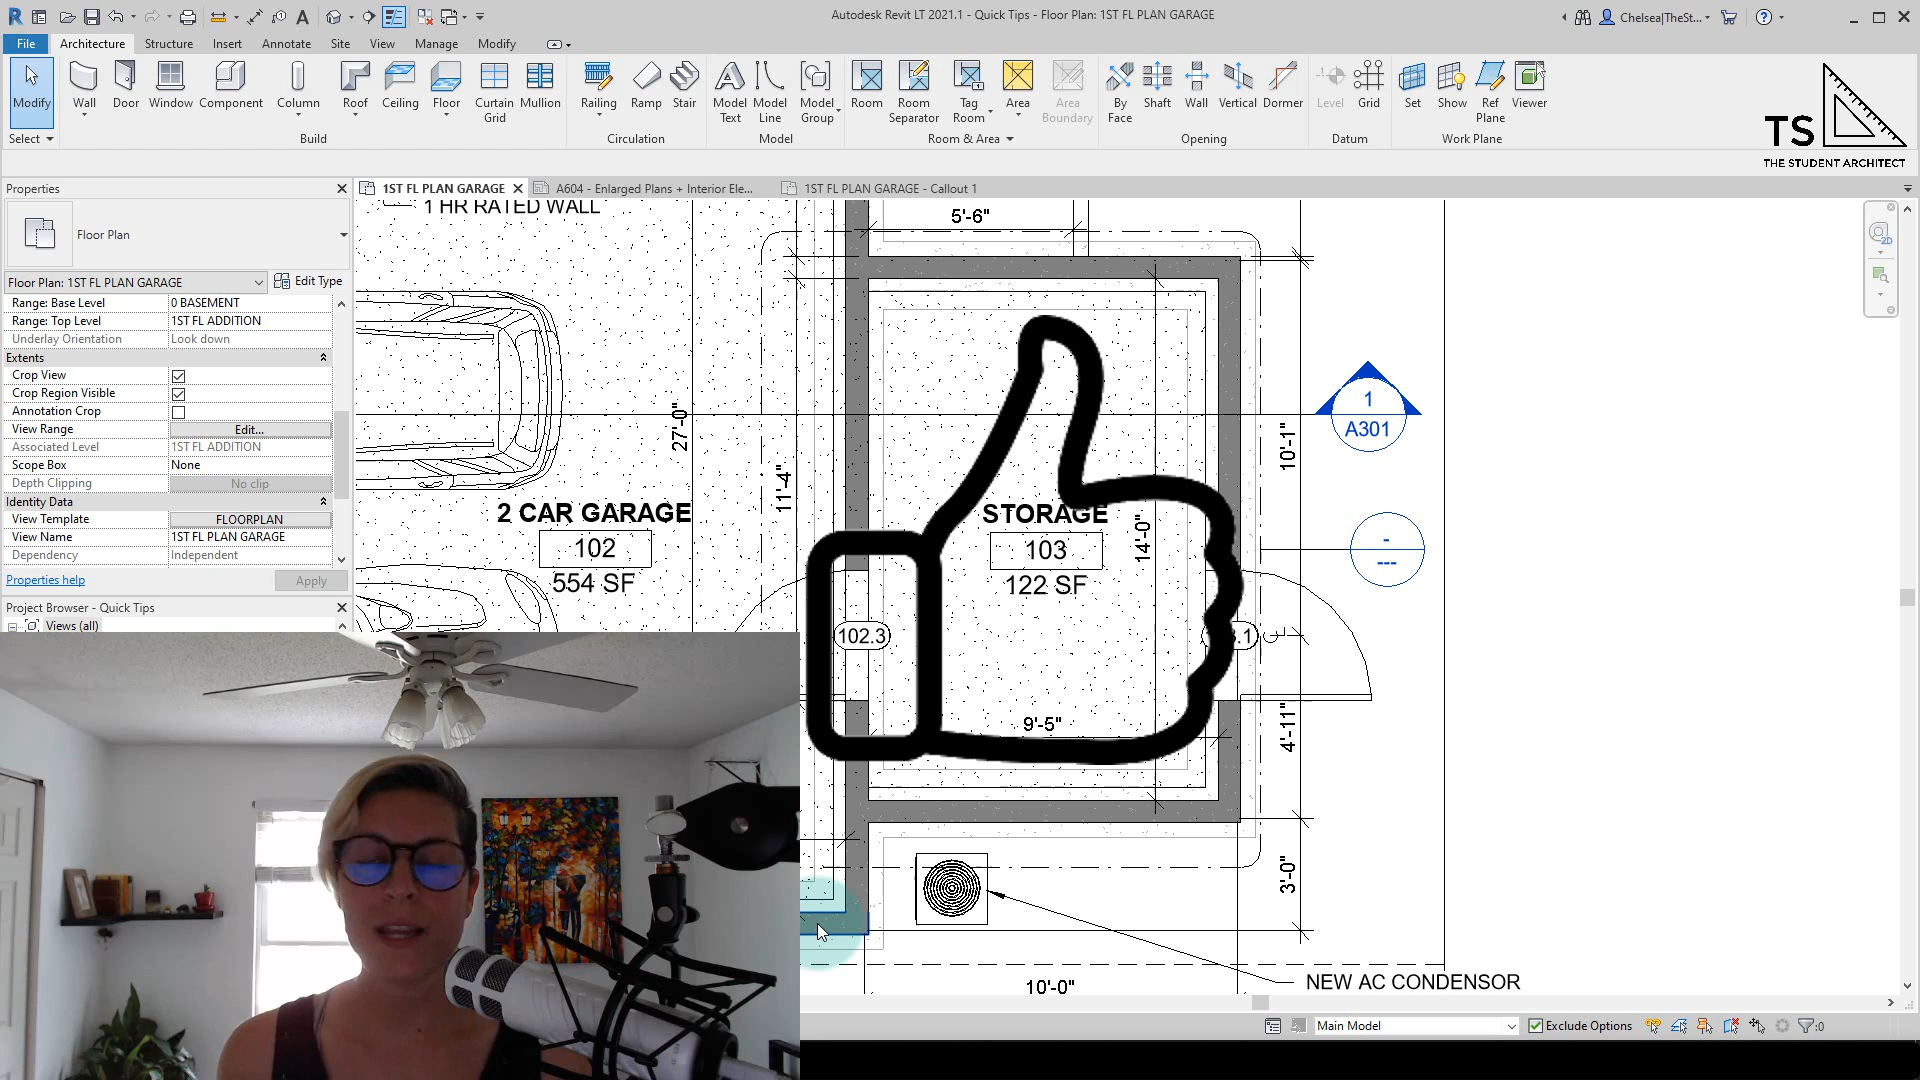 Autodesk Revit LT 2021.1 - Quick Tips - Floor Plan: 1ST FL PLAN GARAGE
Chelsea|TheSt...
File
Architecture
Structure
Insert
Annotate
Site
View
Manage
Modify
Modify
Wall
Door
Window
Component
Column
Roof
Ceiling
Floor
Curtain
Grid
Mullion
Railing
Ramp
Stair
Model
Text
Model
Line
Model
Group
Room
Room
Separator
Tag
Room
Area
Area
Boundary
By
Face
Shaft
Wall
Vertical
Dormer
Level
Grid
Set
Show
Ref
Plane
Viewer
Select
Build
Circulation
Model
Room & Area
Opening
Datum
Work Plane
TS
THE STUDENT ARCHITECT
Properties
1ST FL PLAN GARAGE
A604 - Enlarged Plans + Interior Ele...
1ST FL PLAN GARAGE - Callout 1
Floor Plan
Floor Plan: 1ST FL PLAN GARAGE
Edit Type
Range: Base Level 0 BASEMENT
Range: Top Level 1ST FL ADDITION
Underlay Orientation Look down
Extents
Crop View
Crop Region Visible
Annotation Crop
View Range Edit...
Associated Level 1ST FL ADDITION
Scope Box None
Depth Clipping No clip
Identity Data
View Template FLOORPLAN
View Name 1ST FL PLAN GARAGE
Dependency Independent
Properties help
Apply
Project Browser - Quick Tips
Views (all)
1 HR RATED WALL
5'-6"
27'-0"
11'-4"
2 CAR GARAGE
102
554 SF
STORAGE
103
122 SF
14'-0"
10'-1"
1
A301
-
---
102.3
.1
9'-5"
4'-11"
3'-0"
10'-0"
NEW AC CONDENSOR
2D
Main Model
Exclude Options
:0